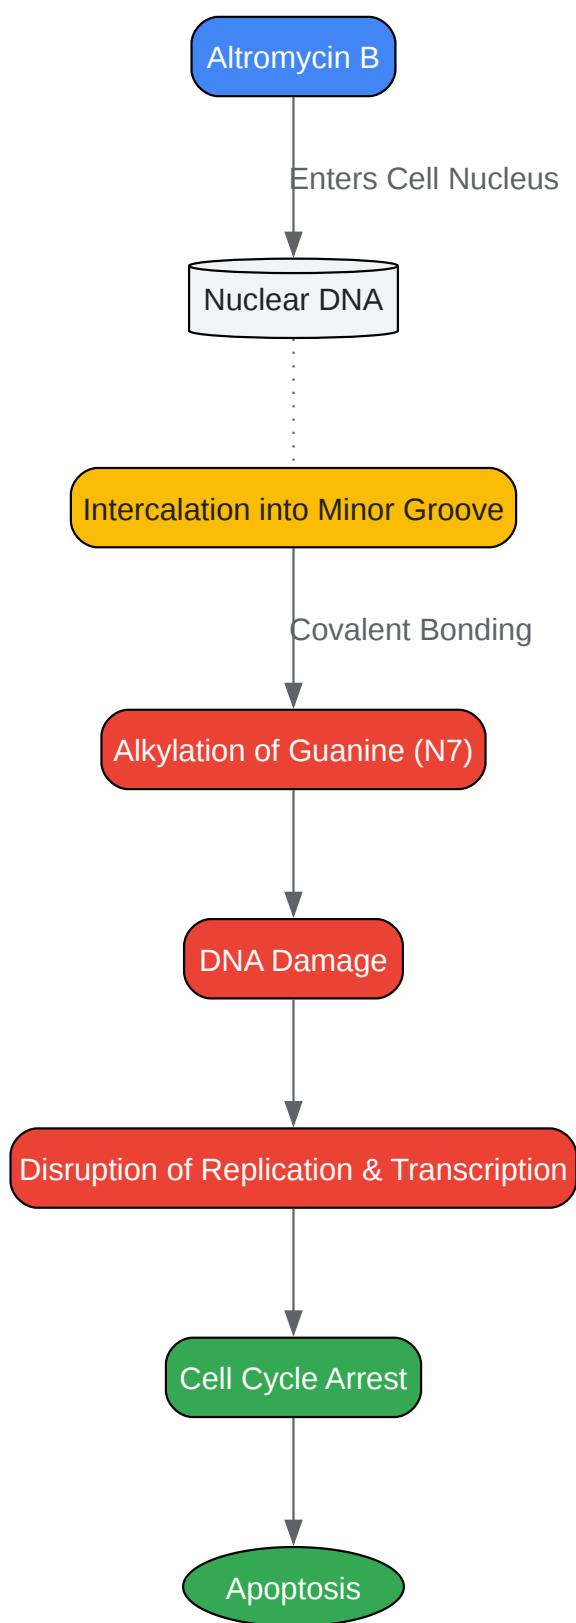 Altromycin B
Enters Cell Nucleus
Nuclear DNA
Intercalation into Minor Groove
Covalent Bonding
Alkylation of Guanine (N7)
DNA Damage
Disruption of Replication & Transcription
Cell Cycle Arrest
Apoptosis